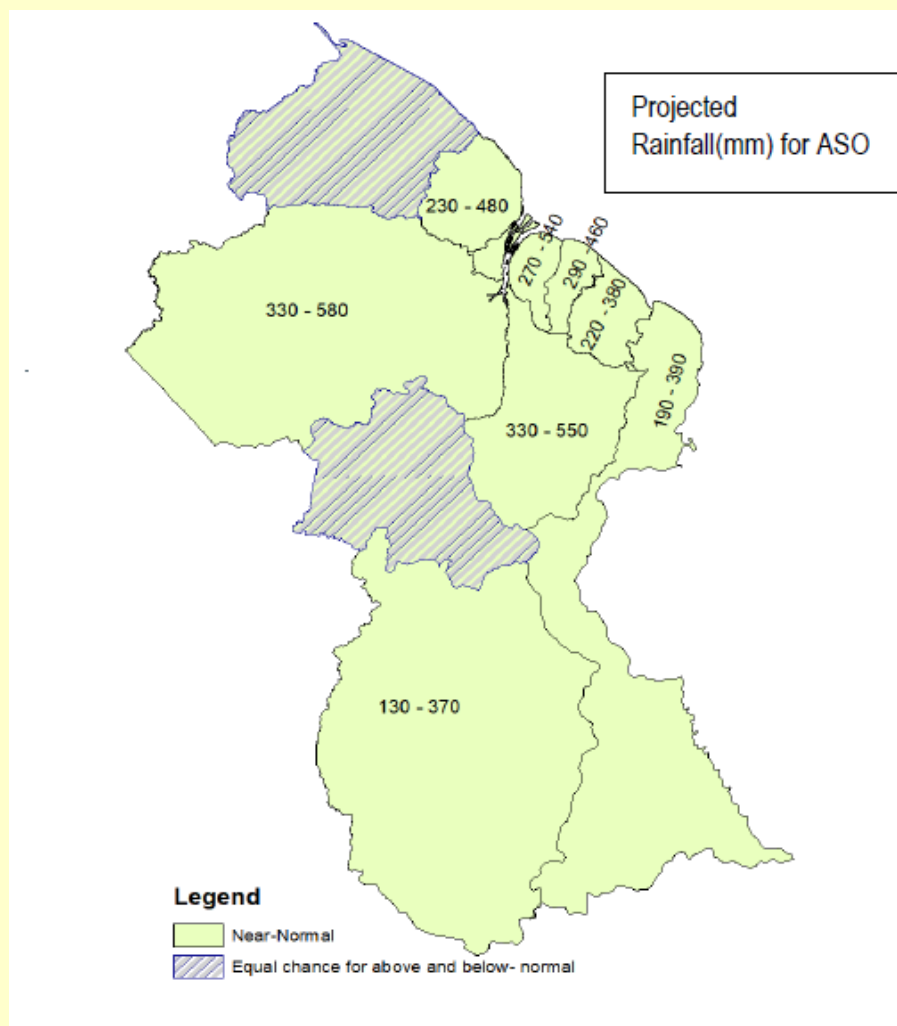 Projected
Rainfall(mm) for ASO
230 - 480
270 - 540
290 - 460
220 - 380
330 - 580
190 - 390
330 - 550
130 - 370
Legend
Near-Normal
Equal chance for above and below- normal